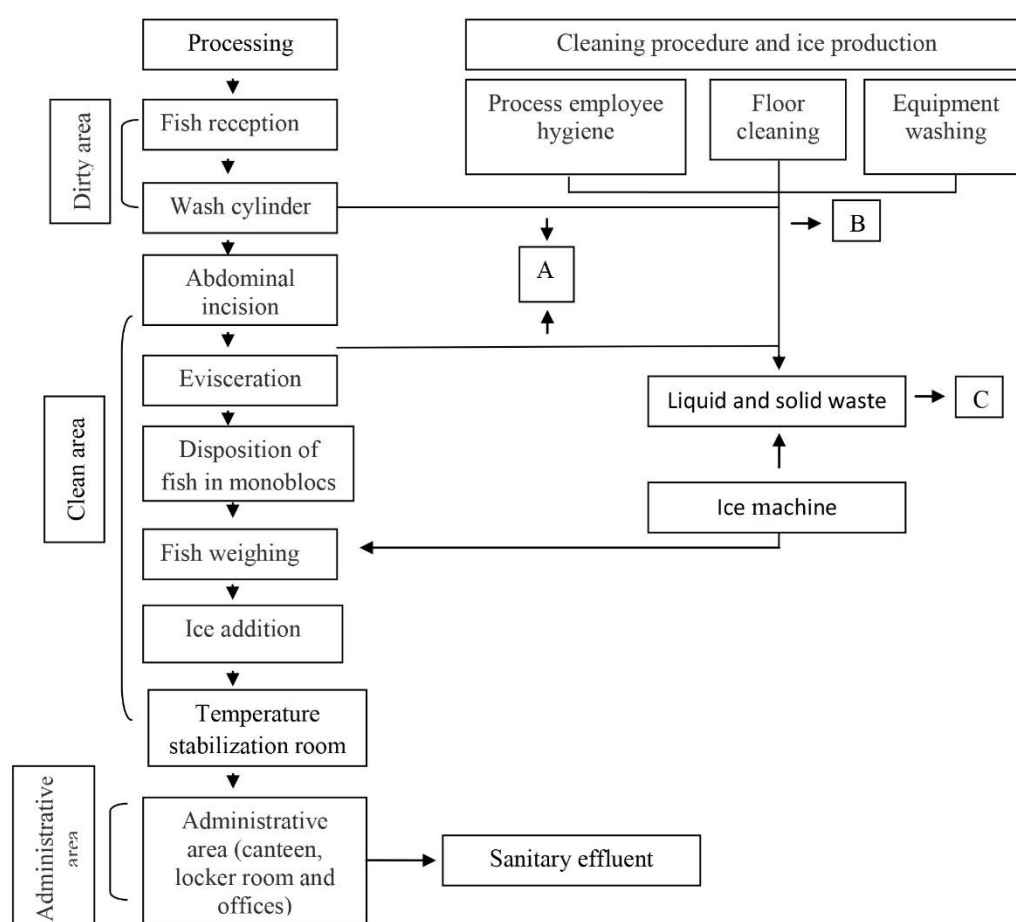 Processing
Cleaning procedure and ice production
Process employee
hygiene
Floor
cleaning
Equipment
washing
Dirty area
Fish reception
Wash cylinder
B
A
Abdominal
incision
Clean area
Evisceration
Liquid and solid waste
C
Disposition of
fish in monoblocs
Ice machine
Fish weighing
Ice addition
Temperature
stabilization room
Administrative
area
Administrative
area (canteen,
locker room and
offices)
Sanitary effluent